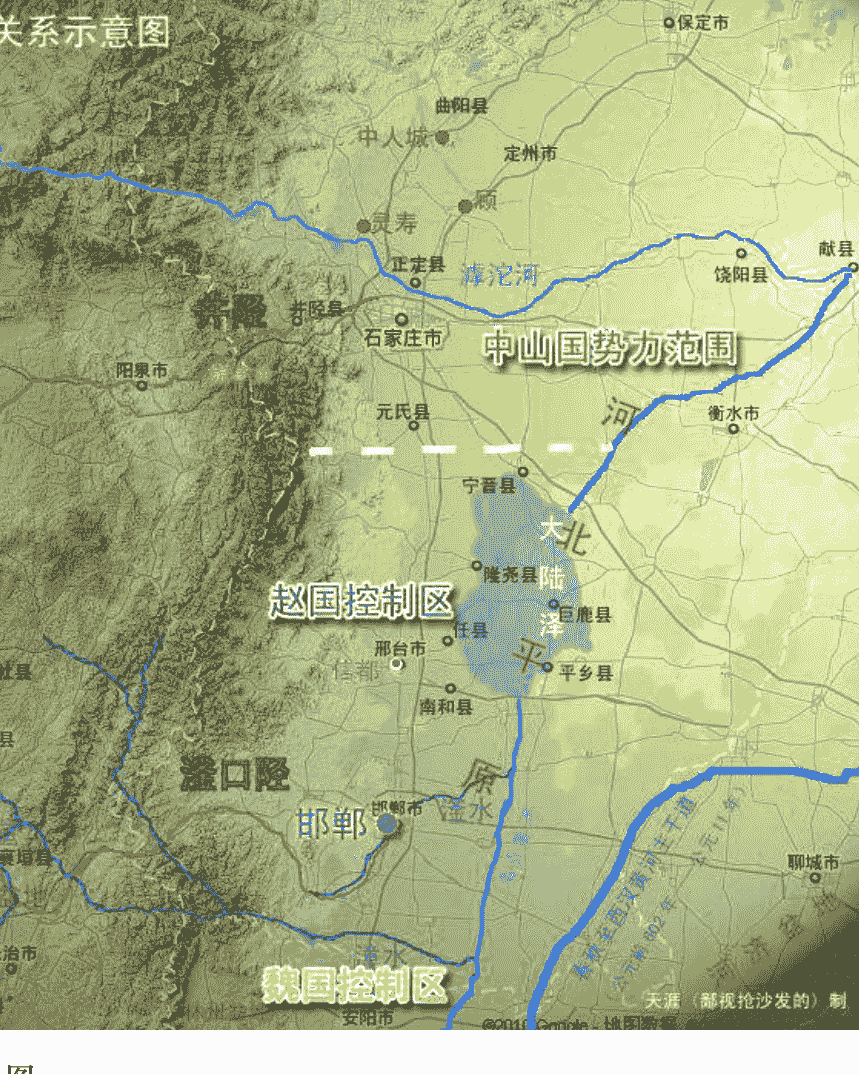 关系示意图
保定市
曲阳县
中人城
定州市
顾
灵寿
正定县
滹沱河
献县
饶阳县
井陉
井陉县
石家庄市
中山国势力范围
阳泉市
元氏县
河
衡水市
宁晋县
大
北
隆尧县
陆
赵国控制区
巨鹿县
泽
任县
邢台市
平
信都
平乡县
南和县
县
滏口陉
原
邯郸
邯郸市
滏水
聊城市
襄垣县
魏国控制区
安阳市
天涯（鄙视抢沙发的）制
图